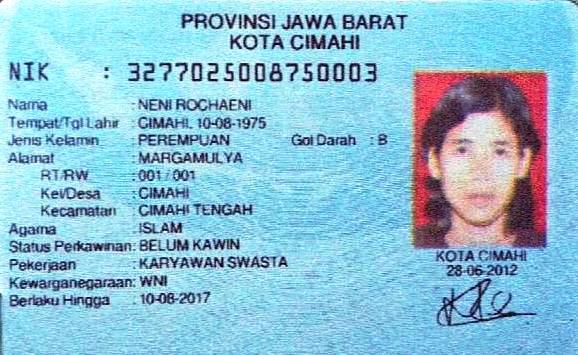 PROVINSI JAWA BARAT
KOTA CIMAHI
NIK : 3277025008750003
Nama : NENI ROCHAENI
Tempat/Tgl Lahir : CIMAHI, 10-08-1975
Jenis Kelamin : PEREMPUAN Gol Darah : B
Alamat : MARGAMULYA
RT/RW : 001 / 001
Kel/Desa : CIMAHI
Kecamatan : CIMAHI TENGAH
Agama : ISLAM
Status Perkawinan: BELUM KAWIN
Pekerjaan : KARYAWAN SWASTA
Kewarganegaraan: WNI
Berlaku Hingga : 10-08-2017
KOTA CIMAHI
28-06-2012